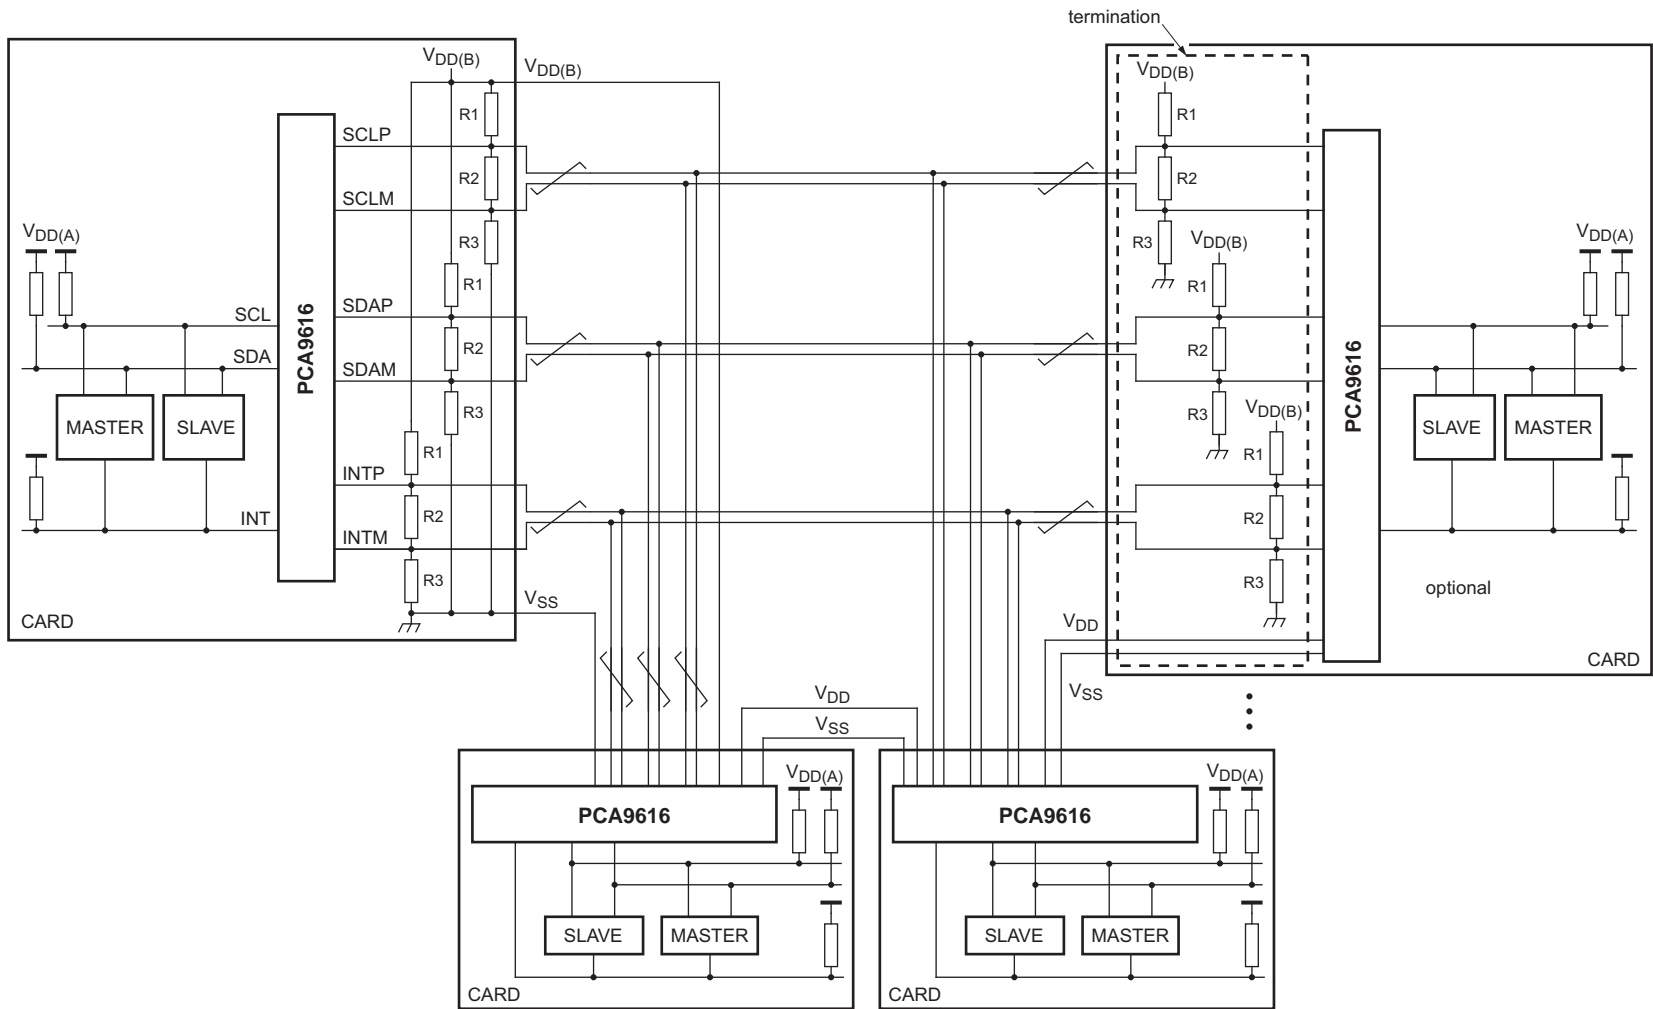 termination
VDD(B)
VDD(B)
R1
SCLP
R2
SCLM
R3
VDD(A)
R1
SCL
SDAP
PCA9616
R2
SDA
SDAM
R3
MASTER
SLAVE
R1
INTP
R2
INT
INTM
R3
VSS
CARD
VDD(B)
R1
R2
R3
VDD(B)
R1
R2
R3
VDD(B)
R1
R2
R3
PCA9616
VDD(A)
SLAVE
MASTER
optional
VDD
CARD
VSS
VDD
VSS
VDD(A)
PCA9616
SLAVE
MASTER
CARD
VDD(A)
PCA9616
SLAVE
MASTER
CARD